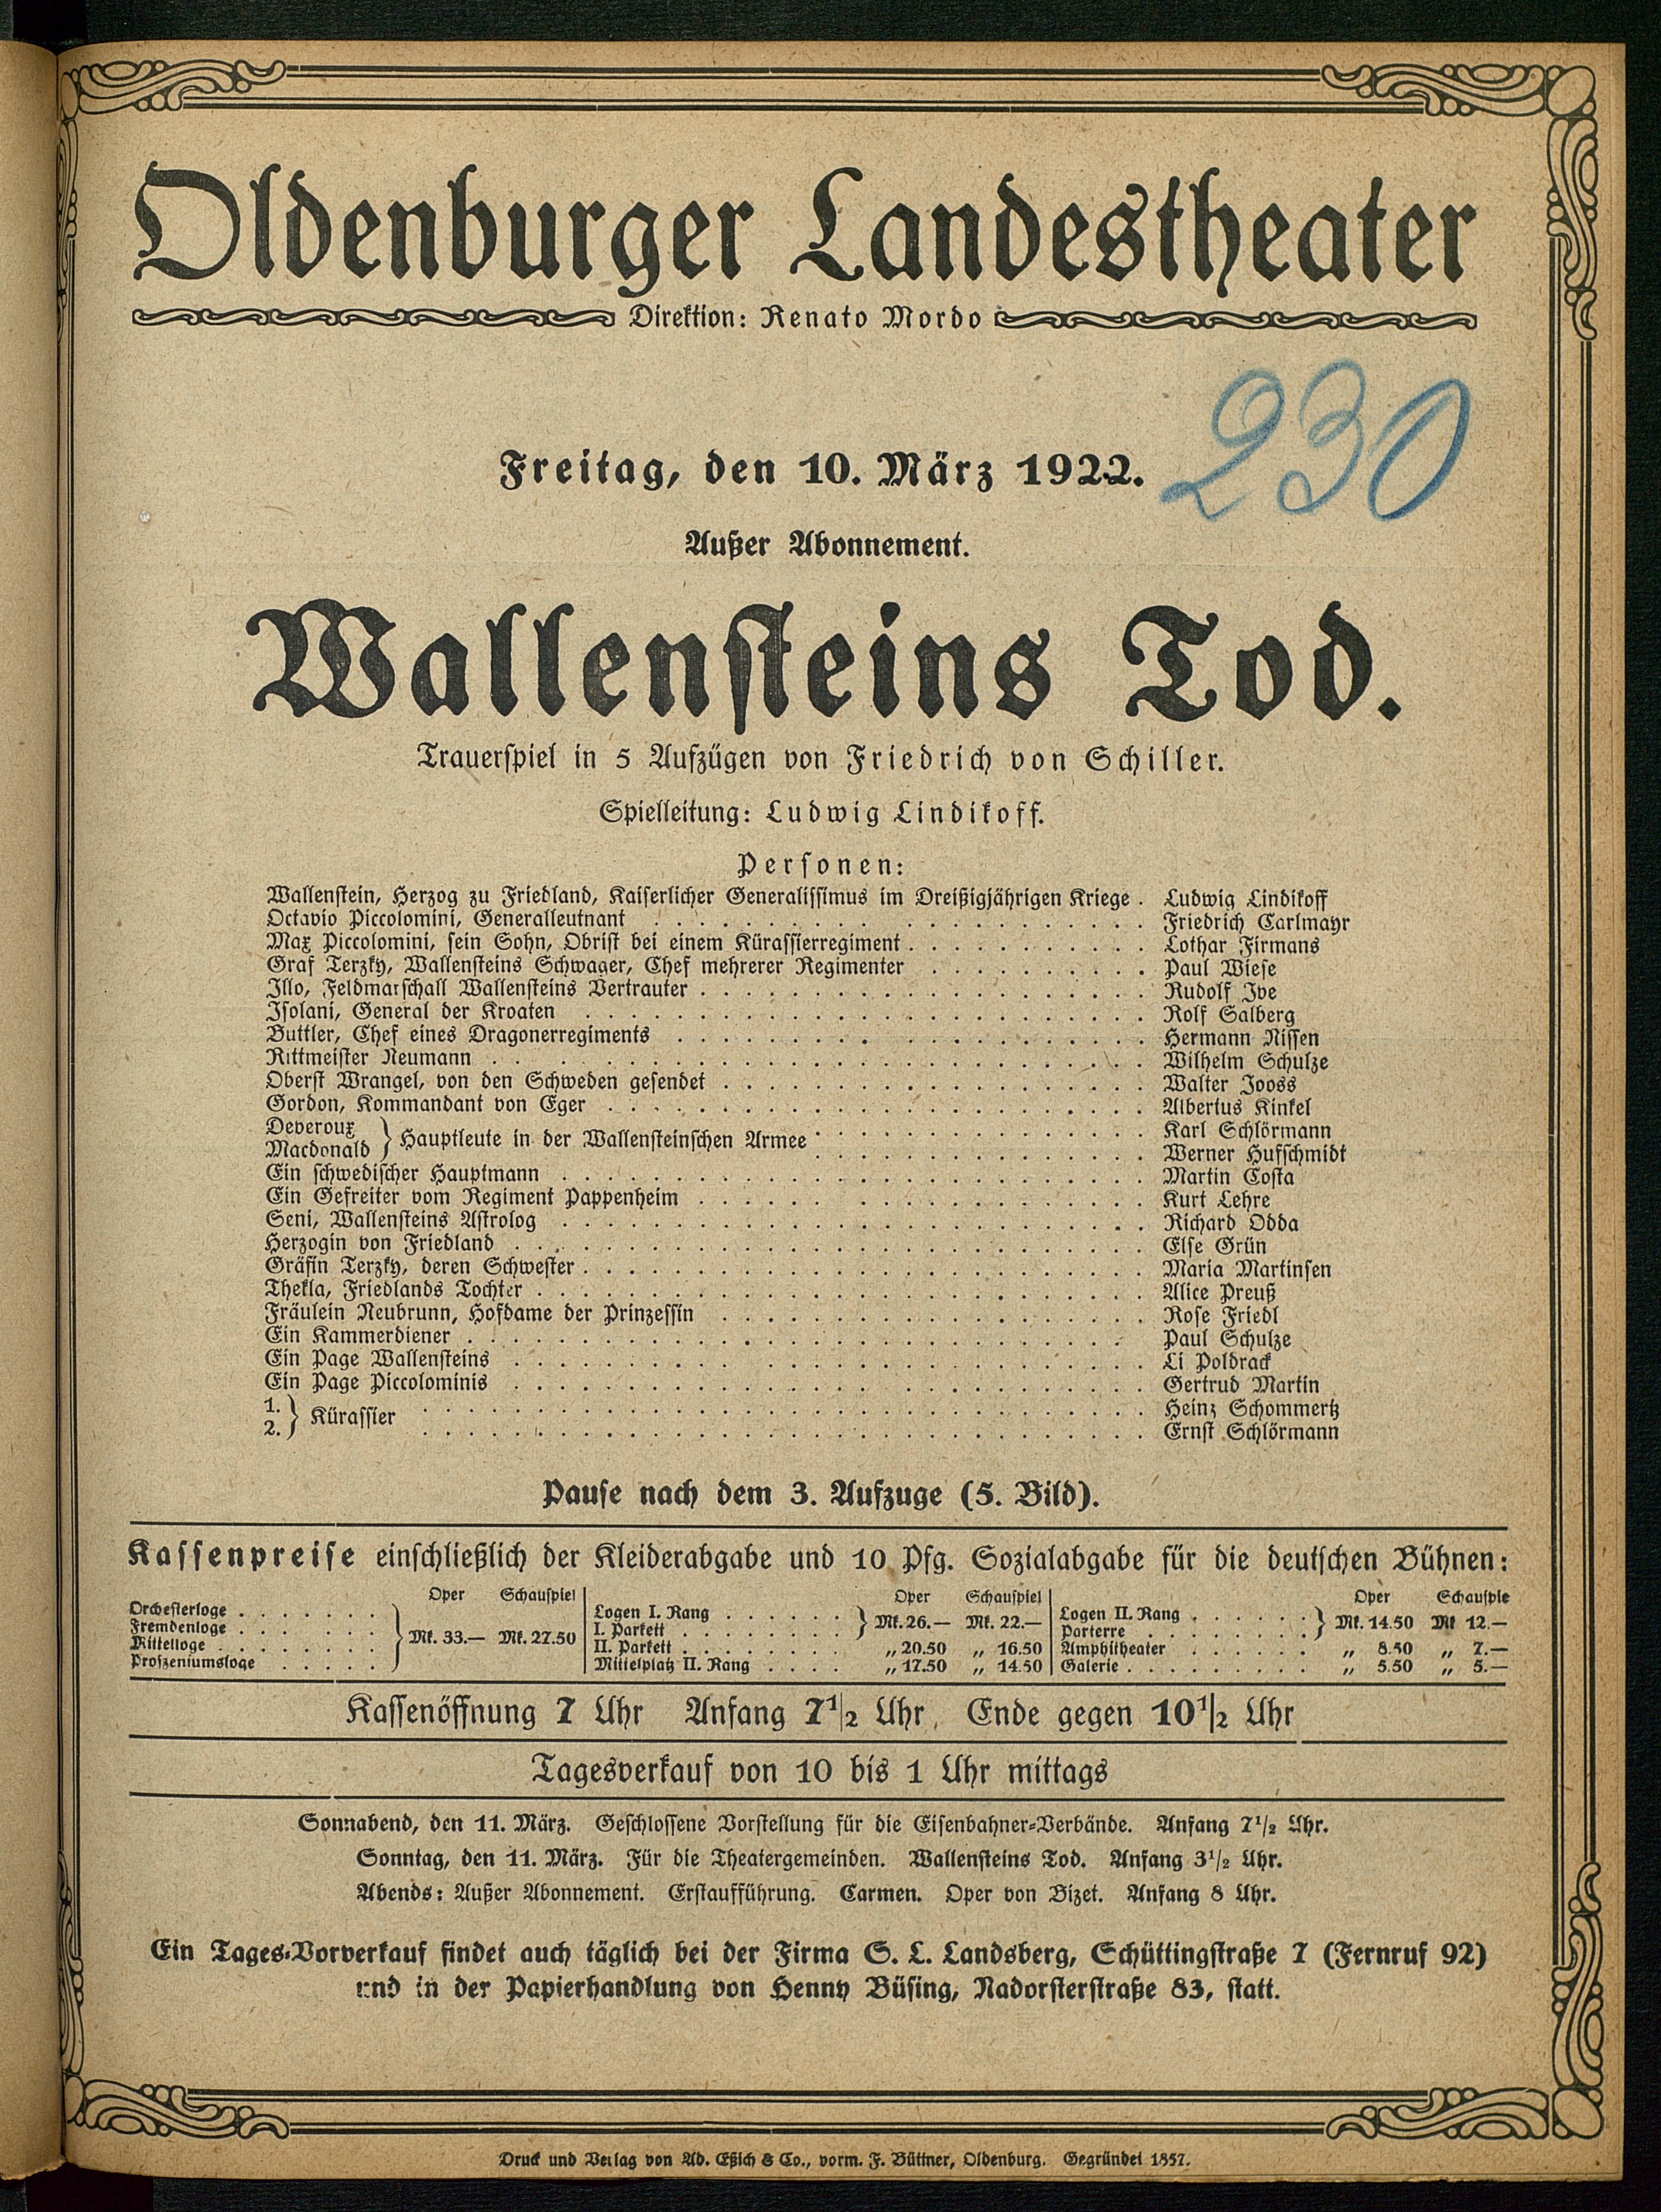 Oldenburger Landestheater
Direktion: Renato Mordo
230
Freitag, den 10. März 1922.
Außer Abonnement.
Wallensteins Tod.
Trauerspiel in 5 Aufzügen von Friedrich von Schiller.
Spielleitung: Ludwig Lindikoff.
Personen:
Wallenstein, Herzog zu Friedland, Kaiserlicher Generalissimus im Dreißigjährigen Kriege . Ludwig Lindikoff
Octavio Piccolomini, Generalleutnant . . . Friedrich Carlmayr
Max Piccolomini, sein Sohn, Obrist bei einem Kürassierregiment . . . Lothar Firmans
Graf Terzky, Wallensteins Schwager, Chef mehrerer Regimenter . . . Paul Wiese
Illo, Feldmarschall Wallensteins Vertrauter . . . Rudolf Ive
Isolani, General der Kroaten . . . Rolf Salberg
Buttler, Chef eines Dragonerregiments . . . Hermann Nissen
Rittmeister Neumann . . . Wilhelm Schulze
Oberst Wrangel, von den Schweden gesendet . . . Walter Jooss
Gordon, Kommandant von Eger . . . Albertus Kinkel
Deveroux } Hauptleute in der Wallensteinschen Armee . . . Karl Schlörmann
Macdonald } . . . Werner Hufschmidt
Ein schwedischer Hauptmann . . . Martin Costa
Ein Gefreiter vom Regiment Pappenheim . . . Kurt Lehre
Seni, Wallensteins Astrolog . . . Richard Odda
Herzogin von Friedland . . . Else Grün
Gräfin Terzky, deren Schwester . . . Maria Martinsen
Thekla, Friedlands Tochter . . . Alice Preuß
Fräulein Neubrunn, Hofdame der Prinzessin . . . Rose Friedl
Ein Kammerdiener . . . Paul Schulze
Ein Page Wallensteins . . . Li Poldrack
Ein Page Piccolominis . . . Gertrud Martin
1. } Kürassier . . . Heinz Schommertz
2. } . . . Ernst Schlörmann
Pause nach dem 3. Aufzuge (5. Bild).
Kassenpreise einschließlich der Kleiderabgabe und 10 Pfg. Sozialabgabe für die deutschen Bühnen:
Oper Schauspiel
Orchesterloge
Fremdenloge
Mittelloge
Proszeniumsloge
Mk. 33.— Mk. 27.50
Oper Schauspiel
Logen I. Rang
I. Parkett
Mk. 26.— Mk. 22.—
II. Parkett „ 20.50 „ 16.50
Mittelplatz II. Rang „ 17.50 „ 14.50
Oper Schauspie
Logen II. Rang
Parterre
Mk. 14.50 Mk 12.—
Amphitheater „ 8.50 „ 7.—
Galerie „ 5.50 „ 5.—
Kassenöffnung 7 Uhr Anfang 7½ Uhr, Ende gegen 10½ Uhr
Tagesverkauf von 10 bis 1 Uhr mittags
Sonnabend, den 11. März. Geschlossene Vorstellung für die Eisenbahner-Verbände. Anfang 7½ Uhr.
Sonntag, den 11. März. Für die Theatergemeinden. Wallensteins Tod. Anfang 3½ Uhr.
Abends: Außer Abonnement. Erstaufführung. Carmen. Oper von Bizet. Anfang 8 Uhr.
Ein Tages-Vorverkauf findet auch täglich bei der Firma S. L. Landsberg, Schüttingstraße 7 (Fernruf 92)
und in der Papierhandlung von Henny Büsing, Nadorsterstraße 83, statt.
Druck und Verlag von Ad. Eßich & Co., vorm. F. Büttner, Oldenburg. Gegründet 1857.